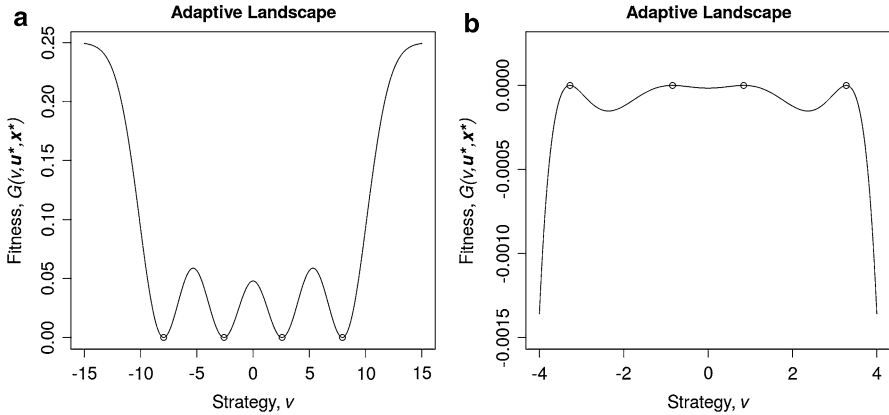 a
Adaptive Landscape
Fitness, G(v,u*,x*)
0.25
0.20
0.15
0.10
0.05
0.00
-15 -10 -5 0 5 10 15
Strategy, v
b
Adaptive Landscape
Fitness, G(v,u*,x*)
0.0000
-0.0005
-0.0010
-0.0015
-4 -2 0 2 4
Strategy, v